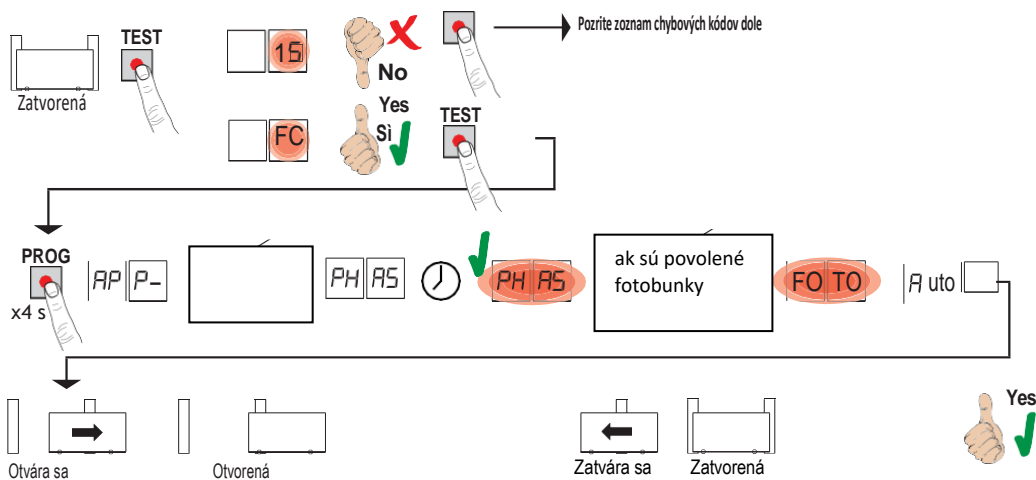 TEST
Zatvorená
15
No
Pozrite zoznam chybových kódov dole
FC
Yes
Sì
TEST
PROG
x4 s
AP P-
PH AS
PH AS
ak sú povolené
fotobunky
FO TO
A uto
Otvára sa
Otvorená
Zatvára sa
Zatvorená
Yes